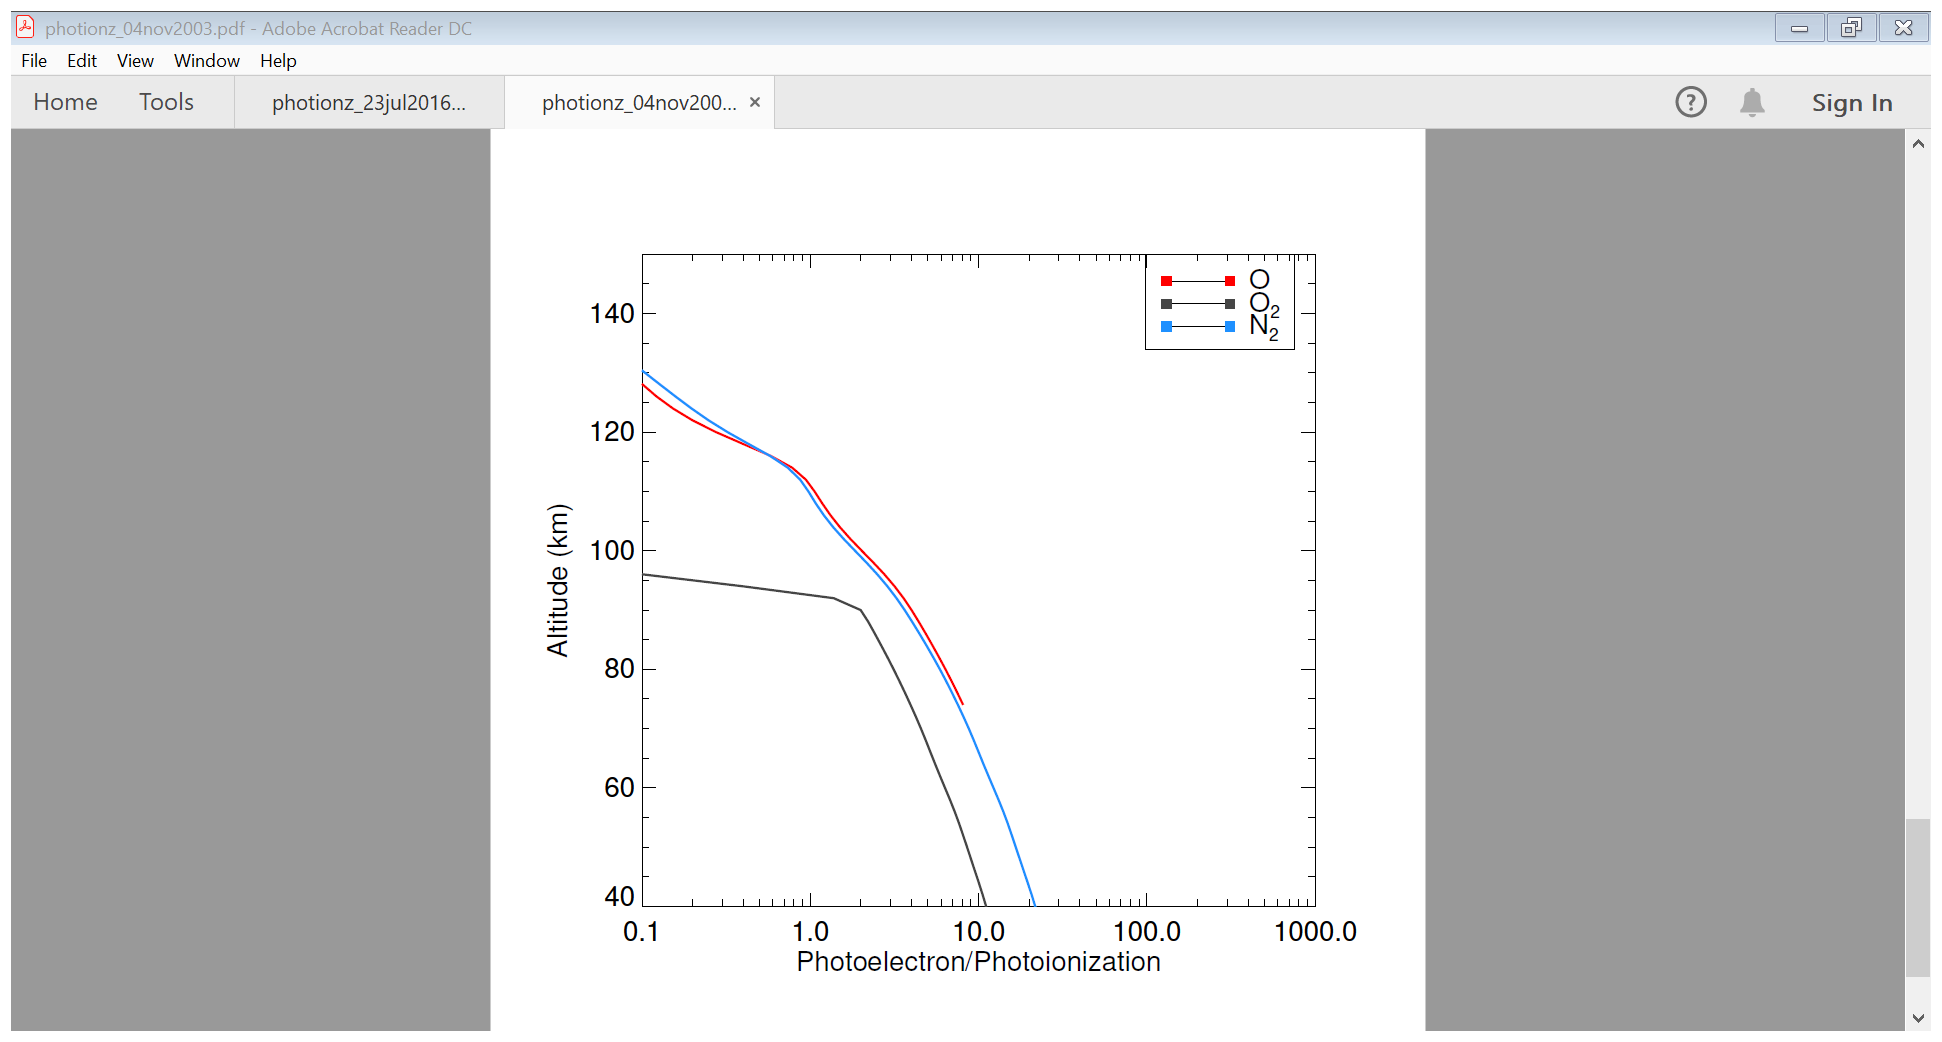 photionz_04nov2003.pdf - Adobe Acrobat Reader DC
File Edit View Window Help
Home Tools photionz_23jul2016... photionz_04nov200... × ? Sign In
O
O2
N2
140
120
100
80
60
40
Altitude (km)
0.1 1.0 10.0 100.0 1000.0
Photoelectron/Photoionization